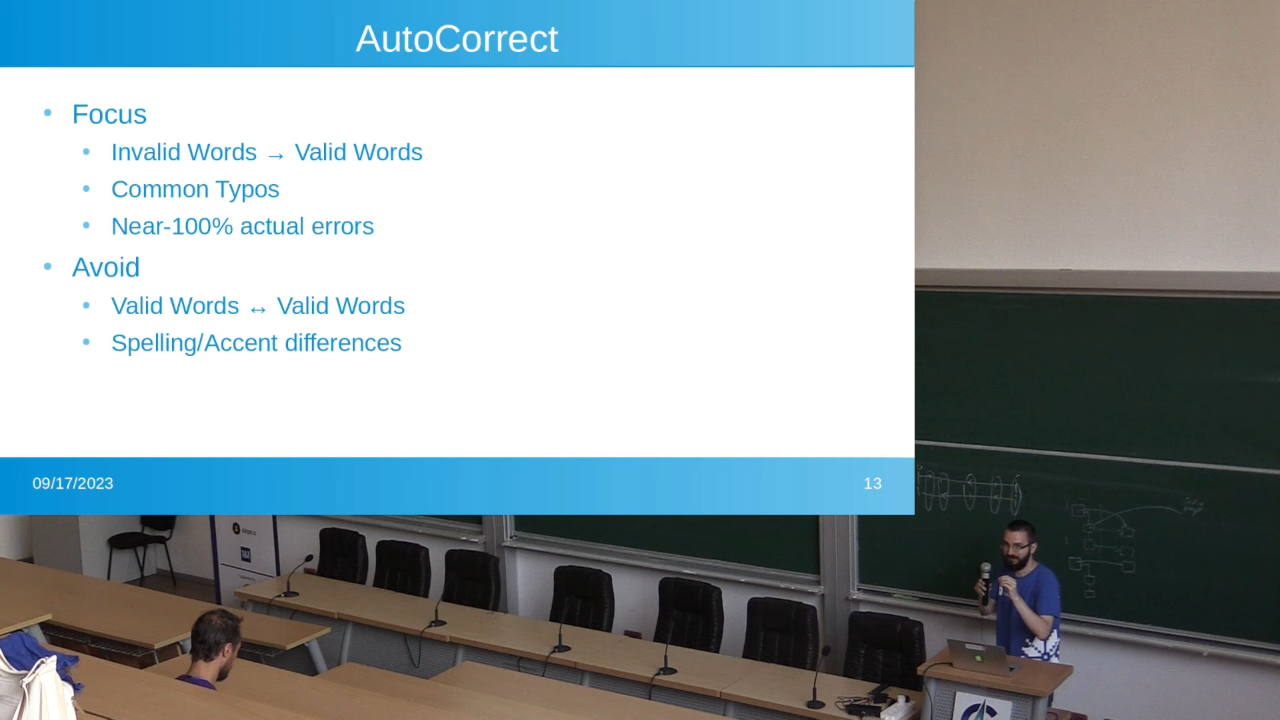 AutoCorrect
Focus
Invalid Words → Valid Words
Common Typos
Near-100% actual errors
Avoid
Valid Words ↔ Valid Words
Spelling/Accent differences
09/17/2023
13